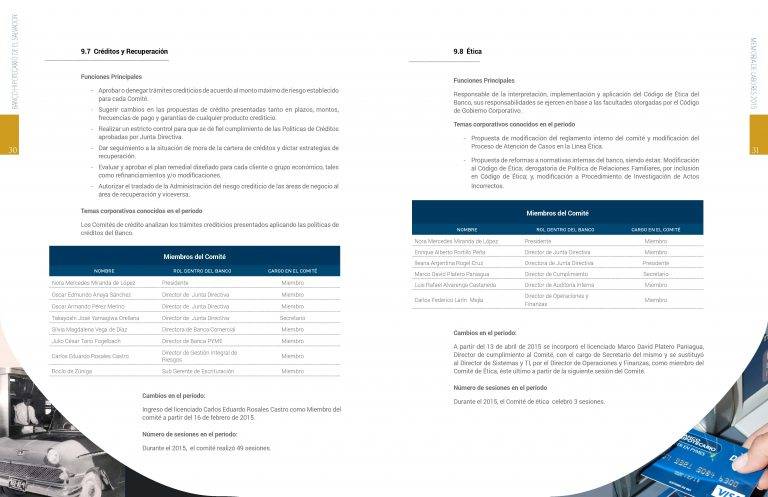 BANCO HIPOTECARIO DE EL SALVADOR
30
9.7 Créditos y Recuperación
Funciones Principales
- Aprobar o denegar trámites crediticios de acuerdo al monto máximo de riesgo establecido
para cada Comité.
- Sugerir cambios en las propuestas de crédito presentadas tanto en plazos, montos,
frecuencias de pago y garantías de cualquier producto crediticio.
- Realizar un estricto control para que se de fiel cumplimiento de las Políticas de Créditos
aprobadas por Junta Directiva.
- Dar seguimiento a la situación de mora de la cartera de créditos y dictar estrategias de
recuperación.
- Evaluar y aprobar el plan remedial diseñado para cada cliente o grupo económico, tales
como refinanciamientos y/o modificaciones.
- Autorizar el traslado de la Administración del riesgo crediticio de las áreas de negocio al
área de recuperación y viceversa.
Temas corporativos conocidos en el período
Los Comités de crédito analizan los trámites crediticios presentados aplicando las políticas de
créditos del Banco.
Miembros del Comité
NOMBRE ROL DENTRO DEL BANCO CARGO EN EL COMITÉ
Nora Mercedes Miranda de López Presidente Miembro
Oscar Edmundo Anaya Sánchez Director de Junta Directiva Miembro
Oscar Armando Pérez Merino Director de Junta Directiva Miembro
Takayoshi José Yamagiwa Orellana Director de Junta Directiva Secretario
Silvia Magdalena Vega de Díaz Directora de Banca Comercial Miembro
Julio César Tario Fogelbach Director de Banca PYME Miembro
Carlos Eduardo Rosales Castro Director de Gestión Integral de
Riesgos Miembro
Rocío de Zúniga Sub Gerente de Escrituración Miembro
Cambios en el período:
Ingreso del licenciado Carlos Eduardo Rosales Castro como Miembro del
comité a partir del 16 de febrero de 2015.
Número de sesiones en el período:
Durante el 2015, el comité realizó 49 sesiones.
9.8 Ética
Funciones Principales
Responsable de la interpretación, implementación y aplicación del Código de Ética del
Banco, sus responsabilidades se ejercen en base a las facultades otorgadas por el Código
de Gobierno Corporativo.
Temas corporativos conocidos en el período
- Propuesta de modificación del reglamento interno del comité y modificación del
Proceso de Atención de Casos en la Línea Ética.
- Propuesta de reformas a normativas internas del banco, siendo éstas: Modificación
al Código de Ética; derogatoria de Política de Relaciones Familiares, por inclusión
en Código de Ética; y, modificación a Procedimiento de Investigación de Actos
Incorrectos.
Miembros del Comité
NOMBRE ROL DENTRO DEL BANCO CARGO EN EL COMITÉ
Nora Mercedes Miranda de López Presidente Miembro
Enrique Alberto Portillo Peña Director de Junta Directiva Miembro
Ileana Argentina Rogel Cruz Directora de Junta Directiva Presidente
Marco David Platero Paniagua Director de Cumplimiento Secretario
Luis Rafael Alvarenga Castaneda Director de Auditoría Interna Miembro
Carlos Federico Larin Mejía Director de Operaciones y
Finanzas Miembro
Cambios en el período:
A partir del 13 de abril de 2015 se incorporó el licenciado Marco David Platero Paniagua,
Director de cumplimiento al Comité, con el cargo de Secretario del mismo y se sustituyó
al Director de Sistemas y TI, por el Director de Operaciones y Finanzas, como miembro del
Comité de Ética, éste ultimo a partir de la siguiente sesión del Comité.
Número de sesiones en el período
Durante el 2015, el Comité de ética celebró 3 sesiones.
MEMORIA DE LABORES 2015
31
VISA